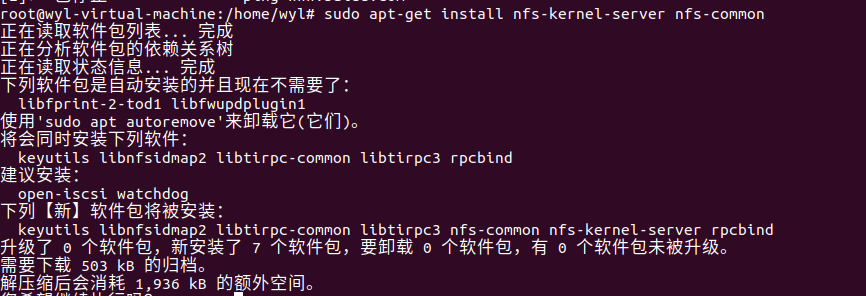 root@wyl-virtual-machine:/home/wyl# sudo apt-get install nfs-kernel-server nfs-common
正在读取软件包列表... 完成
正在分析软件包的依赖关系树
正在读取状态信息... 完成
下列软件包是自动安装的并且现在不需要了：
libfprint-2-tod1 libfwupdplugin1
使用'sudo apt autoremove'来卸载它(它们)。
将会同时安装下列软件：
keyutils libnfsidmap2 libtirpc-common libtirpc3 rpcbind
建议安装：
open-iscsi watchdog
下列【新】软件包将被安装：
keyutils libnfsidmap2 libtirpc-common libtirpc3 nfs-common nfs-kernel-server rpcbind
升级了 0 个软件包，新安装了 7 个软件包，要卸载 0 个软件包，有 0 个软件包未被升级。
需要下载 503 kB 的归档。
解压缩后会消耗 1,936 kB 的额外空间。